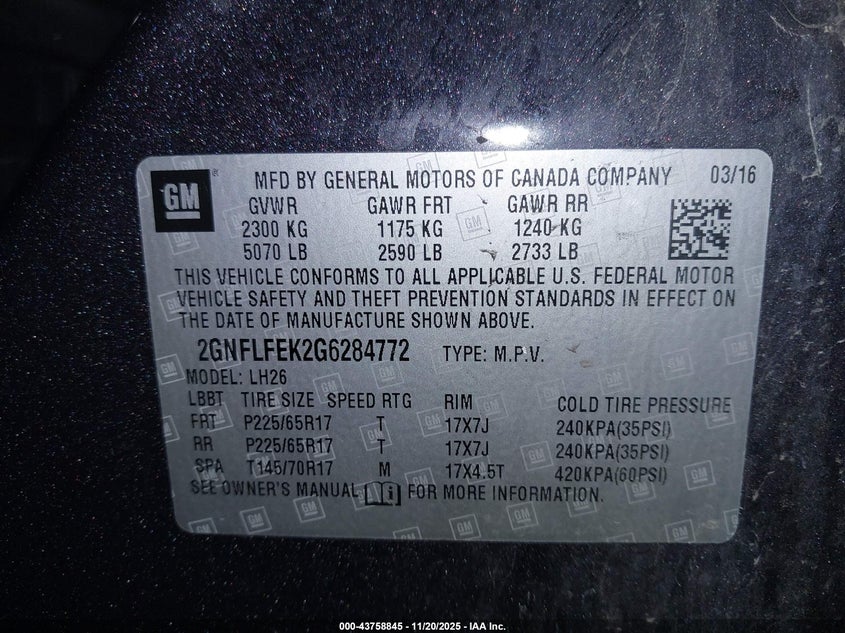 GM
MFD BY GENERAL MOTORS OF CANADA COMPANY 03/16
GVWR GAWR FRT GAWR RR
2300 KG 1175 KG 1240 KG
5070 LB 2590 LB 2733 LB
THIS VEHICLE CONFORMS TO ALL APPLICABLE U.S. FEDERAL MOTOR
VEHICLE SAFETY AND THEFT PREVENTION STANDARDS IN EFFECT ON
THE DATE OF MANUFACTURE SHOWN ABOVE.
2GNFLFEK2G6284772 TYPE: M.P.V.
MODEL: LH26
LBBT TIRE SIZE SPEED RTG RIM COLD TIRE PRESSURE
FRT P225/65R17 T 17X7J 240KPA(35PSI)
RR P225/65R17 T 17X7J 240KPA(35PSI)
SPA T145/70R17 M 17X4.5T 420KPA(60PSI)
SEE OWNER'S MANUAL FOR MORE INFORMATION.
000-43758845 - 11/20/2025 - IAA Inc.